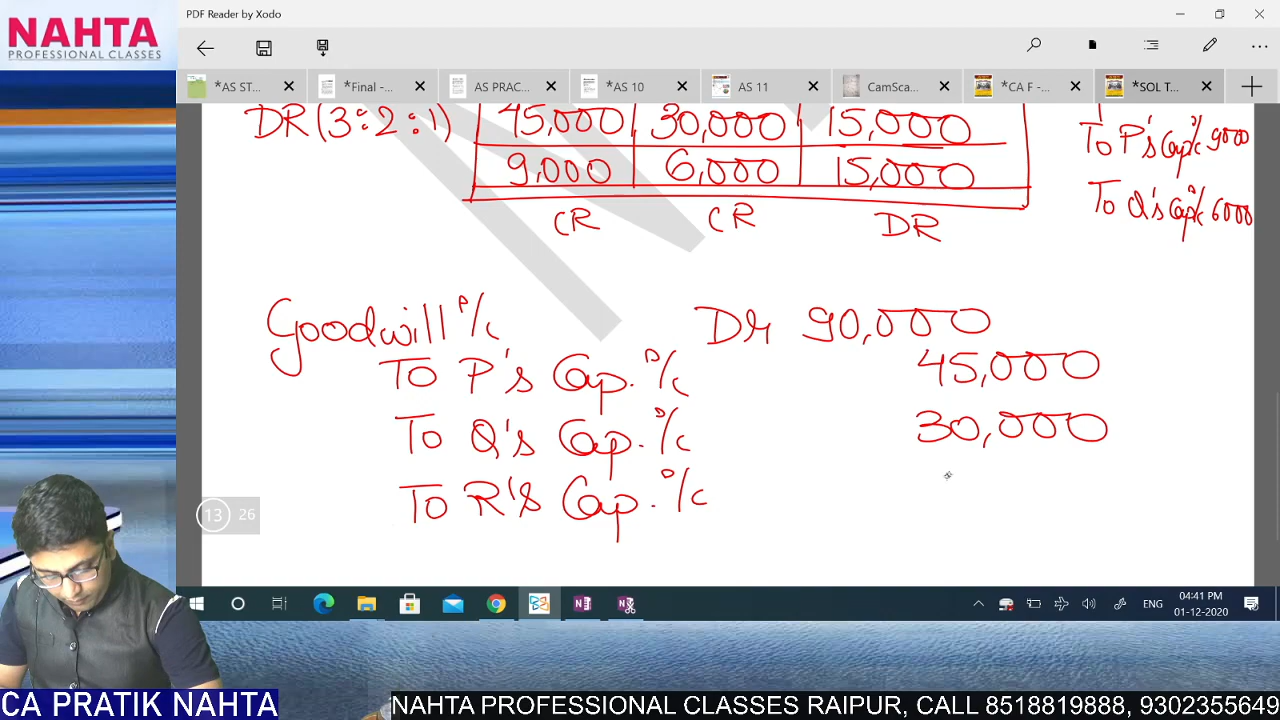 NAHTA
PROFESSIONAL CLASSES
PDF Reader by Xodo
*AS ST...
*Final -...
AS PRAC...
*AS 10
AS 11
CamSca...
*CA F -...
*SOL T...
DR (3:2:1) 45,000 30,000 15,000
9,000 6,000 15,000
CR CR DR
To P's Cap A/c 9000
To Q's Cap A/c 6000
Goodwill A/c Dr 90,000
To P's Cap. A/c 45,000
To Q's Cap. A/c 30,000
To R's Cap. A/c
13 26
ENG
04:41 PM
01-12-2020
CA PRATIK NAHTA
NAHTA PROFESSIONAL CLASSES RAIPUR, CALL 8518819888, 9302355649